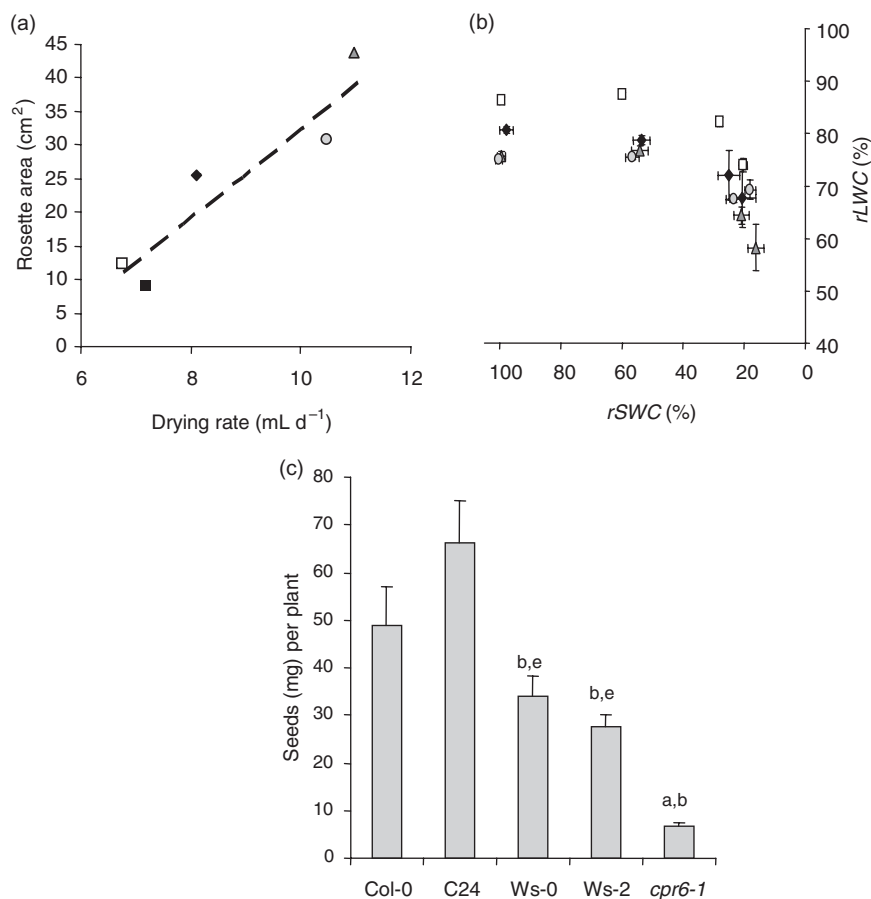 (a)
45
40
35
30
25
20
15
10
5
0
Rosette area (cm²)
6 8 10 12
Drying rate (mL d⁻¹)
(b)
100
90
80
70
60
50
40
rLWC (%)
100 80 60 40 20 0
rSWC (%)
(c)
80
70
60
50
40
30
20
10
0
Seeds (mg) per plant
b,e
b,e
a,b
Col-0 C24 Ws-0 Ws-2 cpr6-1